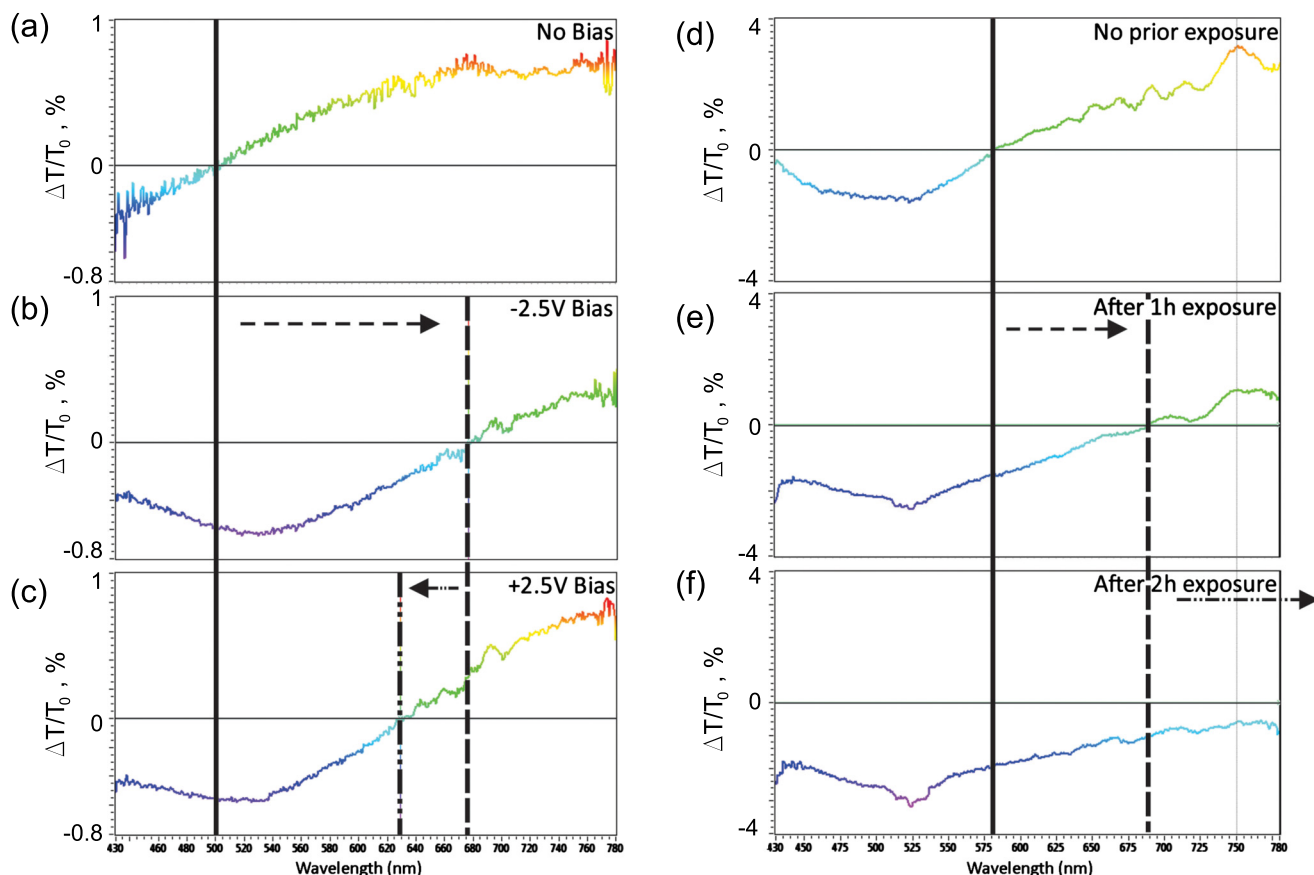 (a)
No Bias
1
0
-0.8
ΔT/T₀ , %
(b)
-2.5V Bias
1
0
-0.8
ΔT/T₀ , %
(c)
+2.5V Bias
1
0
-0.8
ΔT/T₀ , %
430 460 480 500 520 540 560 580 600 620 640 660 680 700 720 740 760 780
Wavelength (nm)
(d)
No prior exposure
4
0
-4
ΔT/T₀ , %
(e)
After 1h exposure
4
0
-4
ΔT/T₀ , %
(f)
After 2h exposure
4
0
-4
ΔT/T₀ , %
430 450 475 500 525 550 575 600 625 650 675 700 725 750 780
Wavelength (nm)